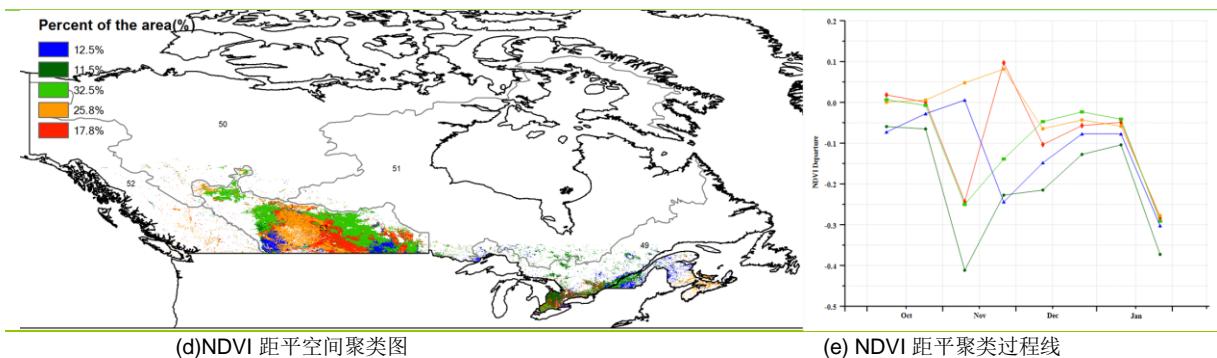 Percent of the area(%)
12.5%
11.5%
32.5%
25.8%
17.8%
50
51
52
49
NDVI Departure
0.2
0.1
0.0
-0.1
-0.2
-0.3
-0.4
-0.5
Oct
Nov
Dec
Jan
(d)NDVI 距平空间聚类图
(e) NDVI 距平聚类过程线